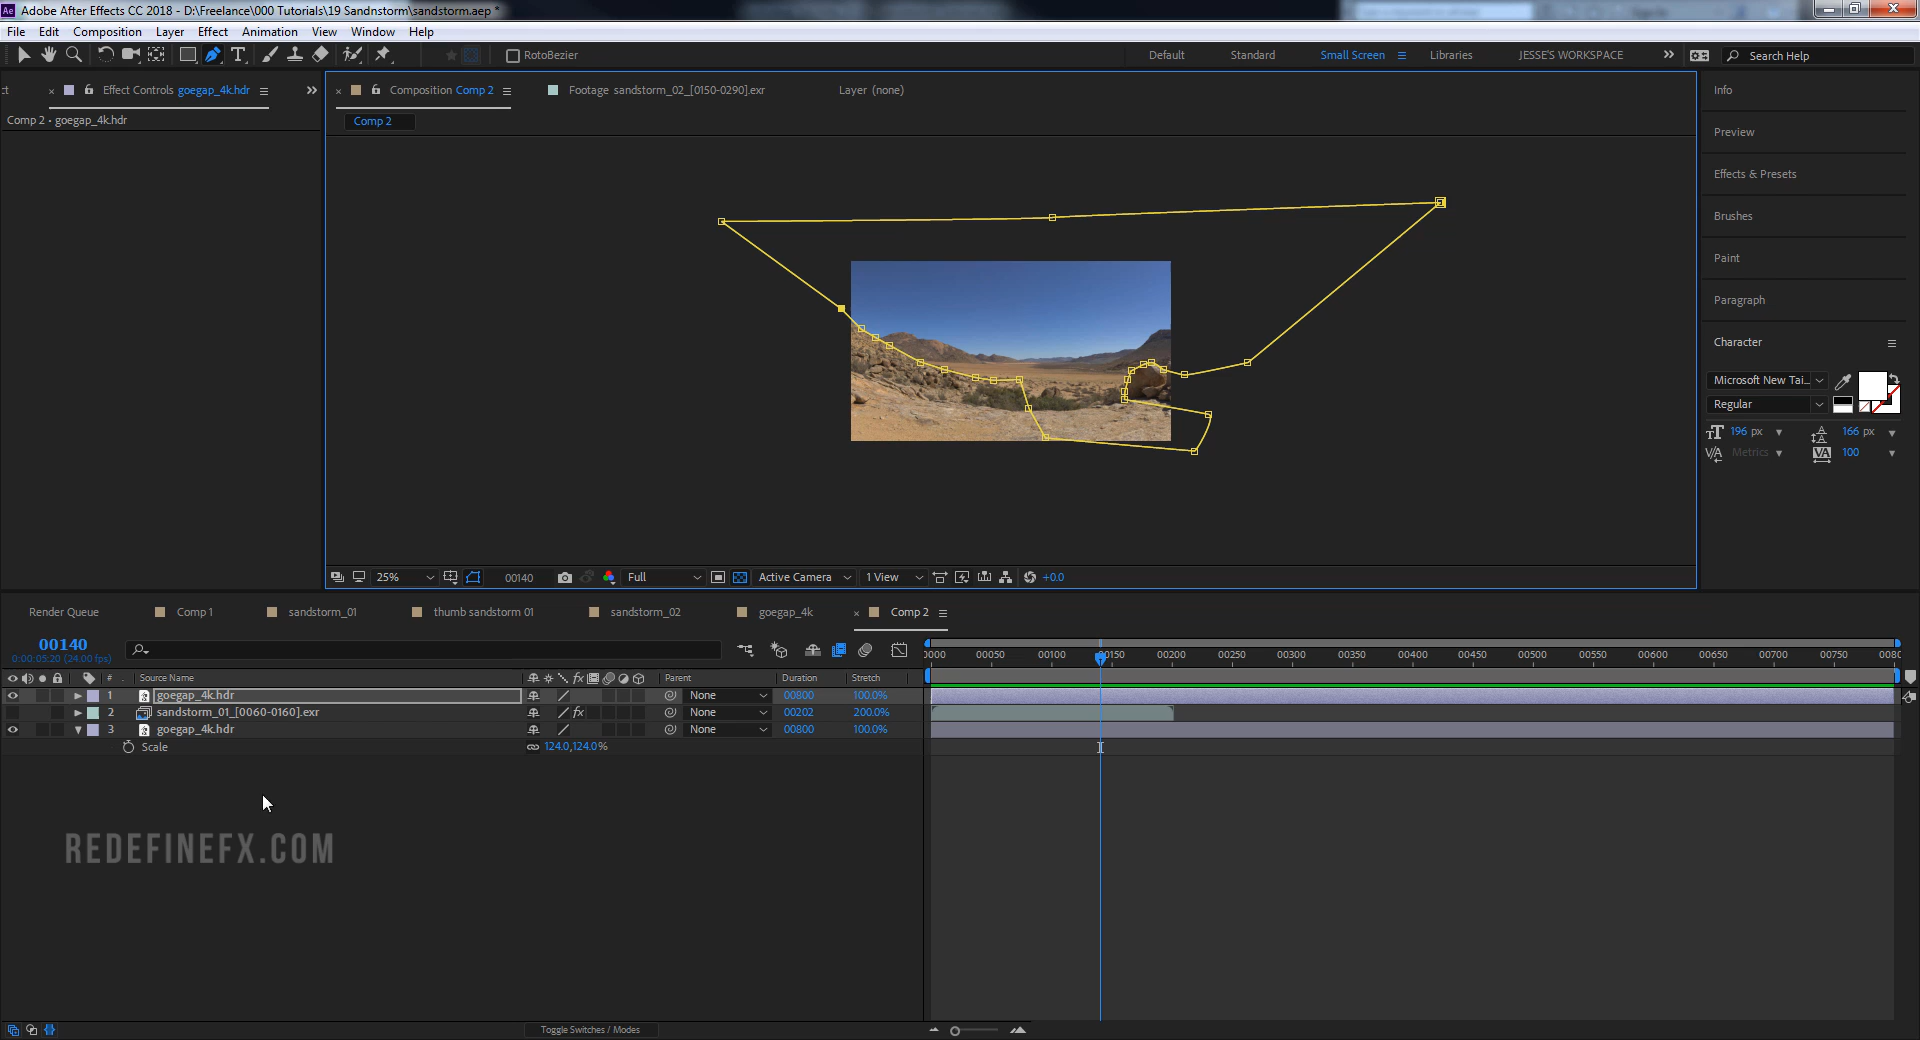 Adobe After Effects CC 2018 - D:\Freelance\000 Tutorials\19 Sandnstorm\sandstorm.aep *
File Edit Composition Layer Effect Animation View Window Help
RotoBezier
Default Standard Small Screen Libraries JESSE'S WORKSPACE Search Help
Effect Controls goegap_4k.hdr
Composition Comp 2
Footage sandstorm_02_[0150-0290].exr
Layer (none)
Comp 2 • goegap_4k.hdr
Comp 2
Info
Preview
Effects & Presets
Brushes
Paint
Paragraph
Character
Microsoft New Tai...
Regular
196 px 166 px
Metrics 100
25% 00140 Full Active Camera 1 View +0.0
Render Queue Comp 1 sandstorm_01 thumb sandstorm 01 sandstorm_02 goegap_4k Comp 2
00140
0:00:05:20 (24.00 fps)
0000 00050 00100 00150 00200 00250 00300 00350 00400 00450 00500 00550 00600 00650 00700 00750 0080
# Source Name Parent Duration Stretch
1 goegap_4k.hdr None 00800 100.0%
2 sandstorm_01_[0060-0160].exr None 00202 200.0%
3 goegap_4k.hdr None 00800 100.0%
Scale 124.0,124.0%
REDEFINEFX.COM
Toggle Switches / Modes